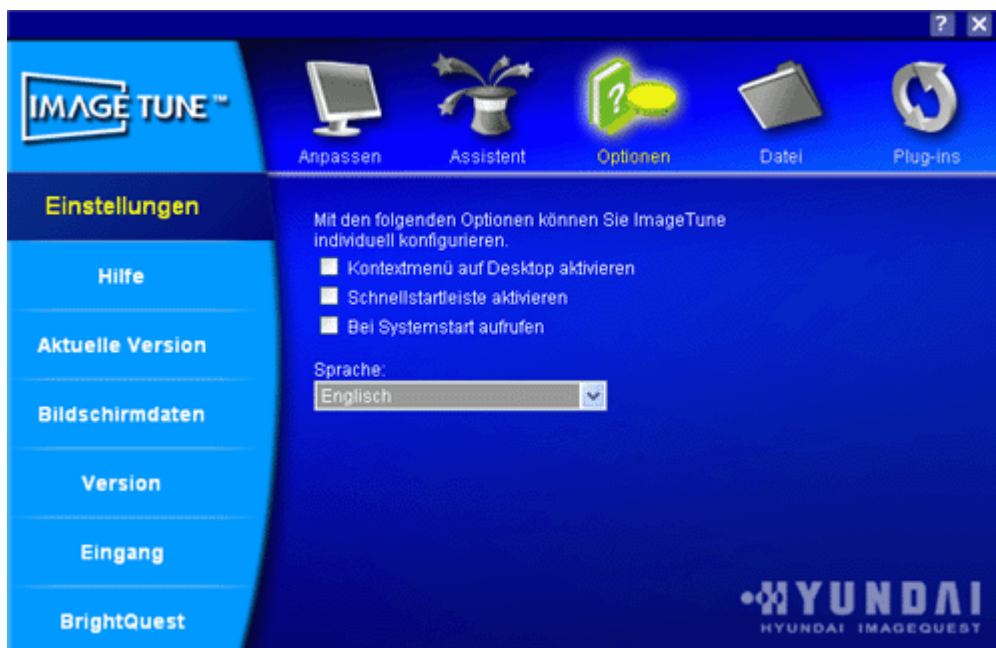 ? X
IMAGE TUNE™
Anpassen
Assistent
Optionen
Datei
Plug-ins
Einstellungen
Hilfe
Aktuelle Version
Bildschirmdaten
Version
Eingang
BrightQuest
Mit den folgenden Optionen können Sie ImageTune
individuell konfigurieren.
Kontextmenü auf Desktop aktivieren
Schnellstartleiste aktivieren
Bei Systemstart aufrufen
Sprache:
Englisch
HYUNDAI
HYUNDAI IMAGEQUEST